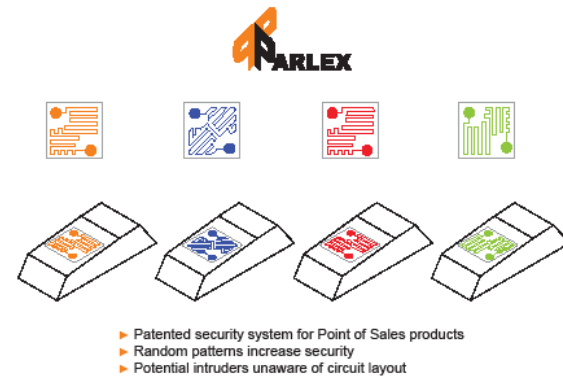 PARLEX
Patented security system for Point of Sales products
Random patterns increase security
Potential intruders unaware of circuit layout